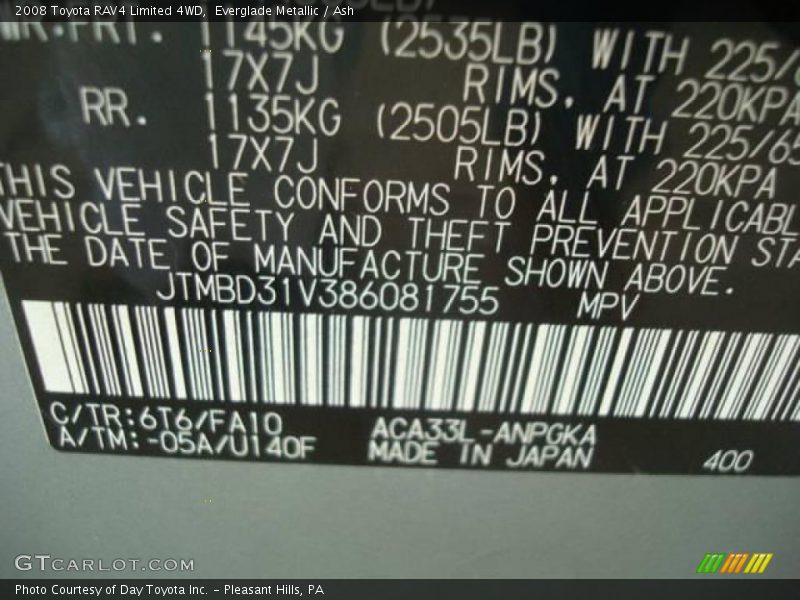 2008 Toyota RAV4 Limited 4WD, Everglade Metallic / Ash
1145KG (2535LB) WITH 225/
17X7J RIMS, AT 220KPA
RR. 1135KG (2505LB) WITH 225/65
17X7J RIMS, AT 220KPA
THIS VEHICLE CONFORMS TO ALL APPLICABL
VEHICLE SAFETY AND THEFT PREVENTION STA
THE DATE OF MANUFACTURE SHOWN ABOVE.
JTMBD31V386081755 MPV
C/TR:6T6/FA10 ACA33L-ANPGKA
A/TM:-05A/U140F MADE IN JAPAN 400
GTCARLOT.COM
Photo Courtesy of Day Toyota Inc. - Pleasant Hills, PA